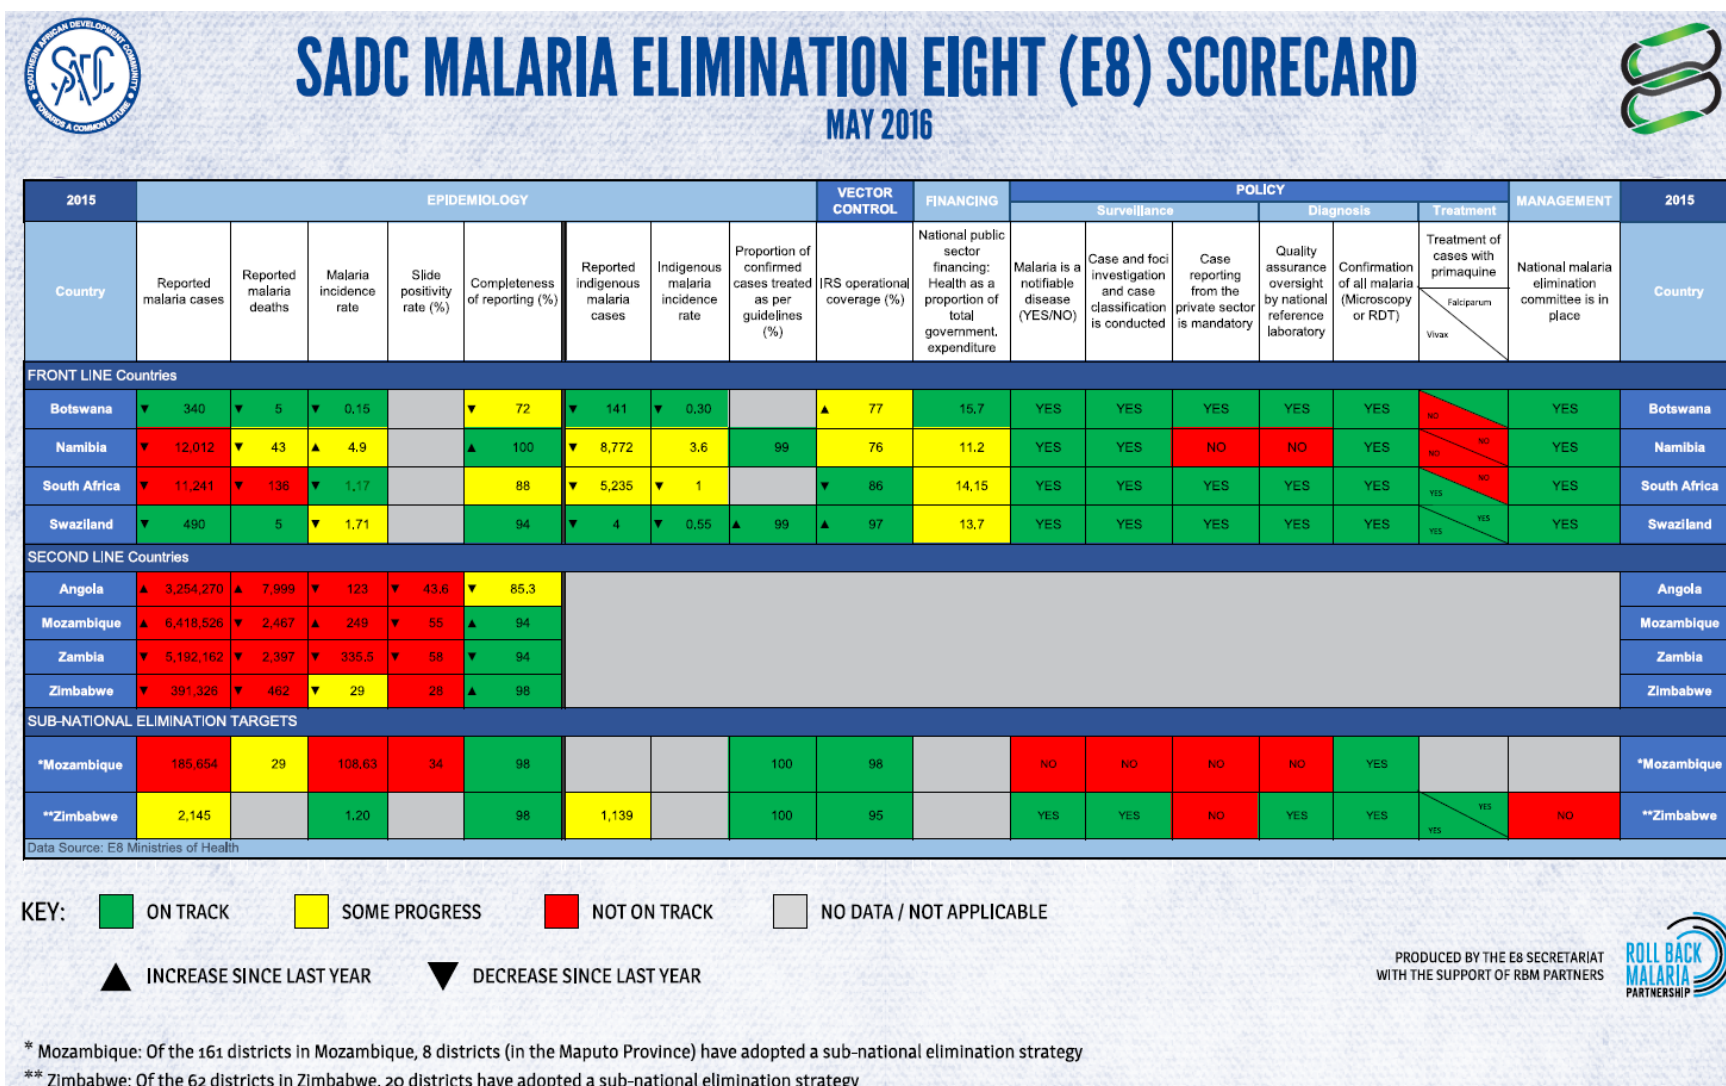 SOUTHERN AFRICAN DEVELOPMENT COMMUNITY
SADC
TOWARDS A COMMON FUTURE
SADC MALARIA ELIMINATION EIGHT (E8) SCORECARD
MAY 2016
2015 EPIDEMIOLOGY VECTOR CONTROL FINANCING POLICY MANAGEMENT 2015
Surveillance Diagnosis Treatment
Country Reported malaria cases Reported malaria deaths Malaria incidence rate Slide positivity rate (%) Completeness of reporting (%) Reported indigenous malaria cases Indigenous malaria incidence rate Proportion of confirmed cases treated as per guidelines (%) IRS operational coverage (%) National public sector financing: Health as a proportion of total government. expenditure Malaria is a notifiable disease (YES/NO) Case and foci investigation and case classification is conducted Case reporting from the private sector is mandatory Quality assurance oversight by national reference laboratory Confirmation of all malaria (Microscopy or RDT) Treatment of cases with primaquine Falciparum Vivax National malaria elimination committee is in place Country
FRONT LINE Countries
Botswana ▼ 340 ▼ 5 ▼ 0.15 ▼ 72 ▼ 141 ▼ 0.30 ▲ 77 15.7 YES YES YES YES YES NO YES Botswana
Namibia ▼ 12,012 ▼ 43 ▲ 4.9 ▲ 100 ▼ 8,772 3.6 99 76 11.2 YES YES NO NO YES NO NO YES Namibia
South Africa ▼ 11,241 ▼ 136 ▼ 1.17 88 ▼ 5,235 ▼ 1 ▼ 86 14.15 YES YES YES YES YES NO YES YES South Africa
Swaziland ▼ 490 5 ▼ 1.71 94 ▼ 4 ▼ 0.55 ▲ 99 ▲ 97 13.7 YES YES YES YES YES YES YES YES Swaziland
SECOND LINE Countries
Angola ▲ 3,254,270 ▲ 7,999 ▼ 123 ▼ 43.6 ▼ 85.3 Angola
Mozambique ▲ 6,418,526 ▼ 2,467 ▲ 249 ▼ 55 ▲ 94 Mozambique
Zambia ▼ 5,192,162 ▼ 2,397 ▼ 335.5 ▼ 58 ▼ 94 Zambia
Zimbabwe ▼ 391,326 ▼ 462 ▼ 29 28 ▲ 98 Zimbabwe
SUB-NATIONAL ELIMINATION TARGETS
*Mozambique 185,654 29 108.63 34 98 100 98 NO NO NO NO YES *Mozambique
**Zimbabwe 2,145 1.20 98 1,139 100 95 YES YES NO YES YES YES YES NO **Zimbabwe
Data Source: E8 Ministries of Health
KEY: ON TRACK SOME PROGRESS NOT ON TRACK NO DATA / NOT APPLICABLE
▲ INCREASE SINCE LAST YEAR ▼ DECREASE SINCE LAST YEAR
PRODUCED BY THE E8 SECRETARIAT
WITH THE SUPPORT OF RBM PARTNERS
ROLL BACK
MALARIA
PARTNERSHIP
* Mozambique: Of the 161 districts in Mozambique, 8 districts (in the Maputo Province) have adopted a sub-national elimination strategy
** Zimbabwe: Of the 62 districts in Zimbabwe, 20 districts have adopted a sub-national elimination strategy